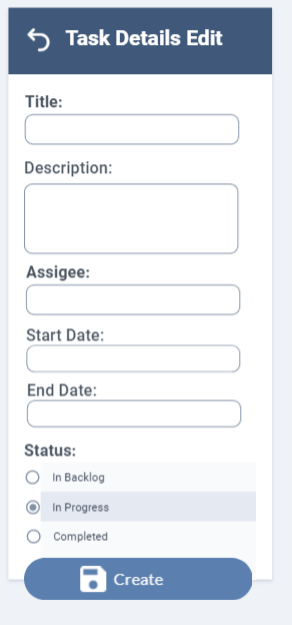 Task Details Edit
Title:
Description:
Assigee:
Start Date:
End Date:
Status:
In Backlog
In Progress
Completed
Create